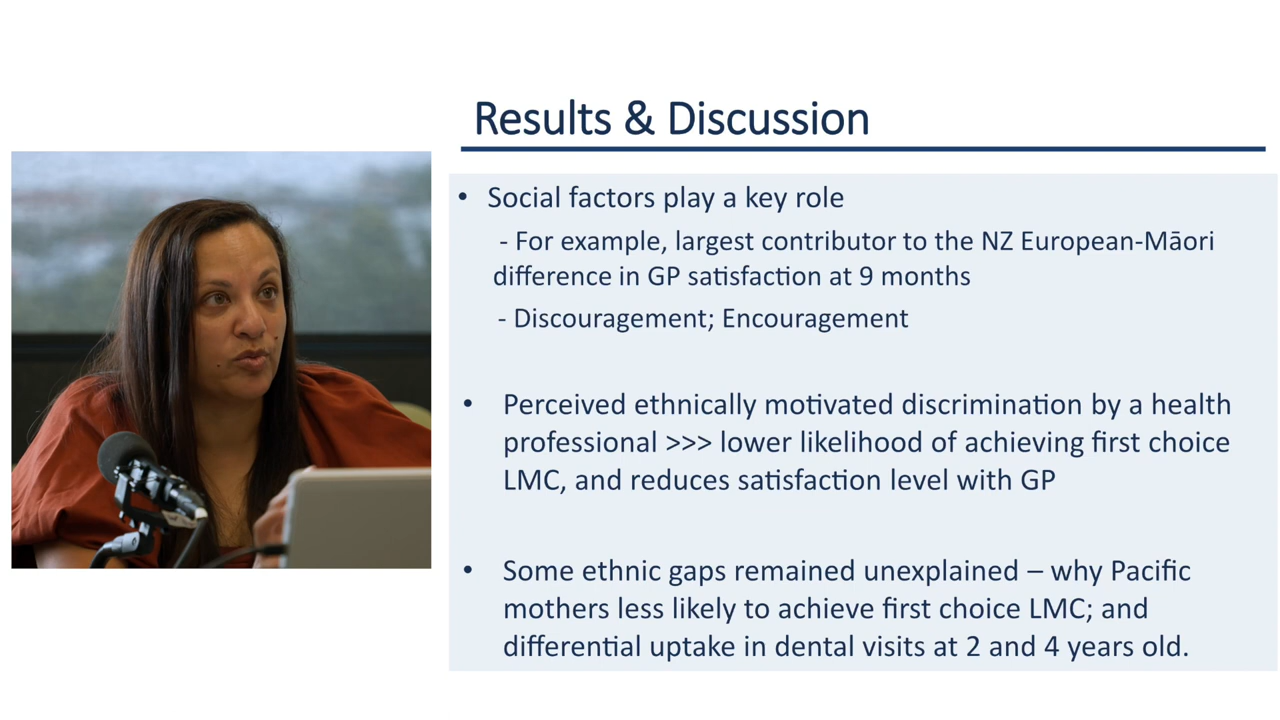 Results & Discussion
• Social factors play a key role
- For example, largest contributor to the NZ European-Māori
difference in GP satisfaction at 9 months
- Discouragement; Encouragement
• Perceived ethnically motivated discrimination by a health
professional >>> lower likelihood of achieving first choice
LMC, and reduces satisfaction level with GP
• Some ethnic gaps remained unexplained – why Pacific
mothers less likely to achieve first choice LMC; and
differential uptake in dental visits at 2 and 4 years old.